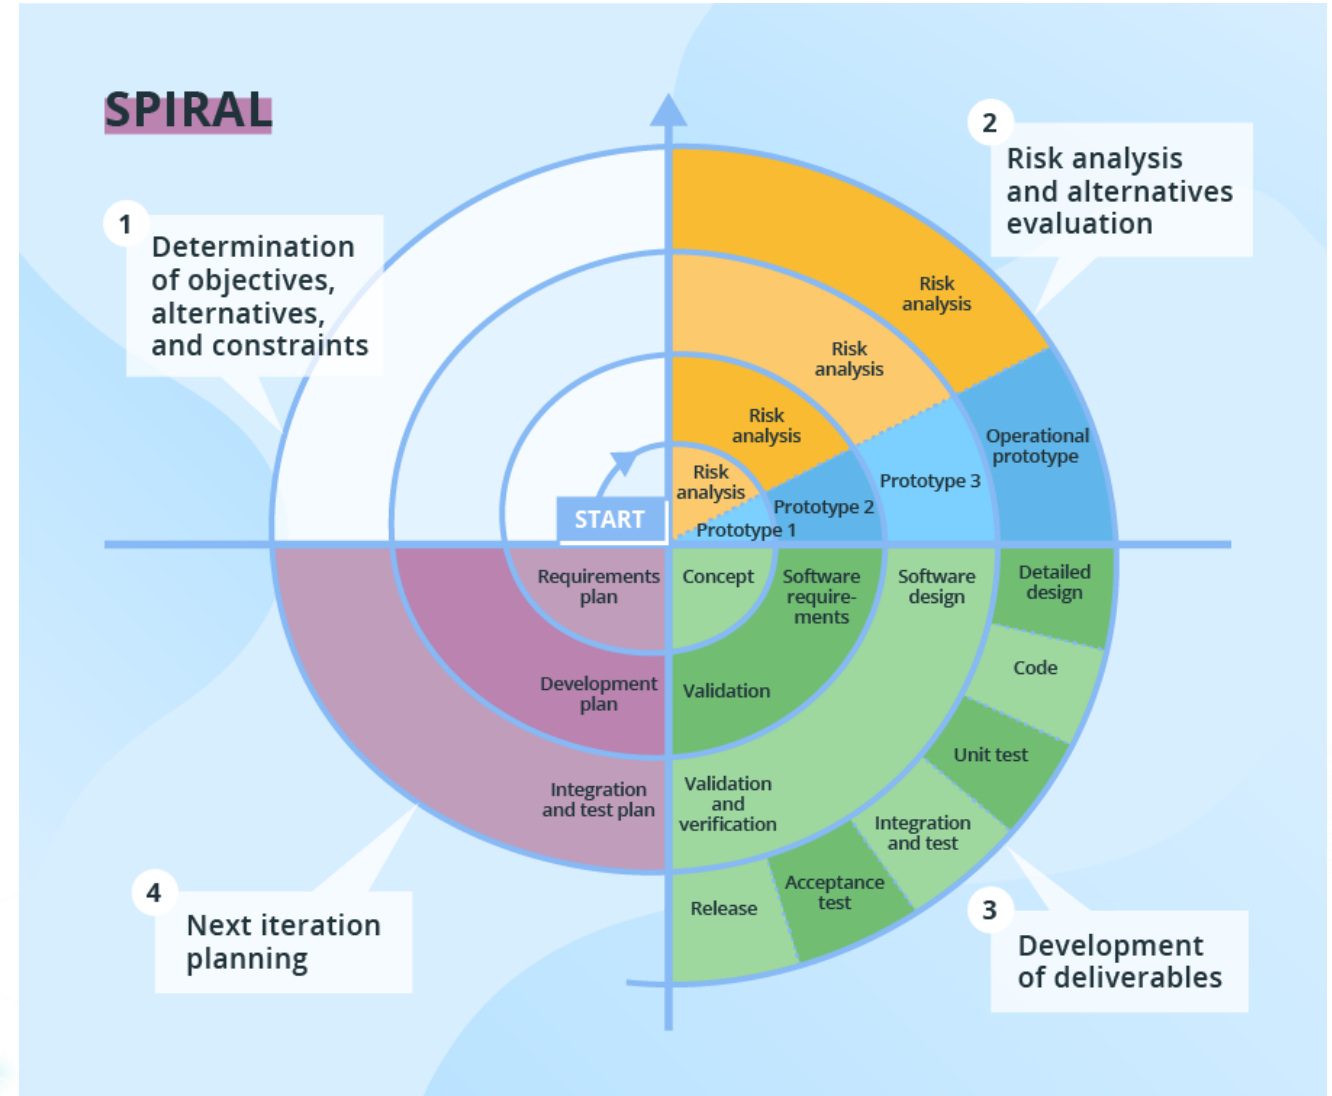 SPIRAL
1
Determination
of objectives,
alternatives,
and constraints
2
Risk analysis
and alternatives
evaluation
Risk
analysis
Risk
analysis
Risk
analysis
Risk
analysis
Operational
prototype
Prototype 3
Prototype 2
Prototype 1
START
Requirements
plan
Concept
Software
require-
ments
Software
design
Detailed
design
Code
Development
plan
Validation
Unit test
Integration
and test plan
Validation
and
verification
Integration
and test
Acceptance
test
Release
4
Next iteration
planning
3
Development
of deliverables